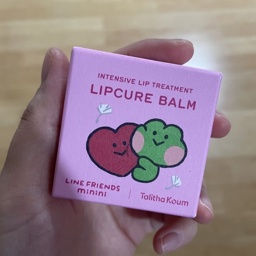 INTENSIVE LIP TREATMENT
LIPCURE BALM
LINE FRIENDS
minini
Talitha Koum